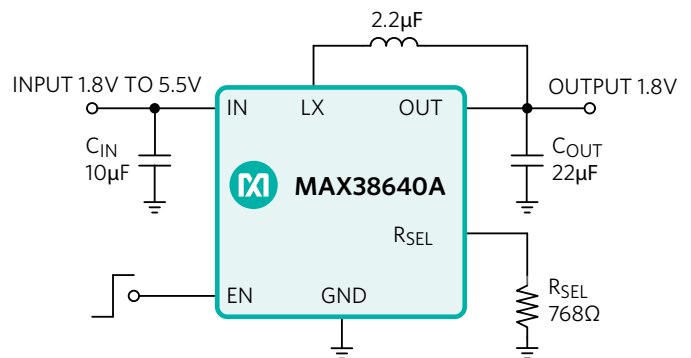 2.2µF
INPUT 1.8V TO 5.5V
OUTPUT 1.8V
IN
LX
OUT
CIN
10µF
COUT
22µF
MAX38640A
RSEL
EN
GND
RSEL
768Ω